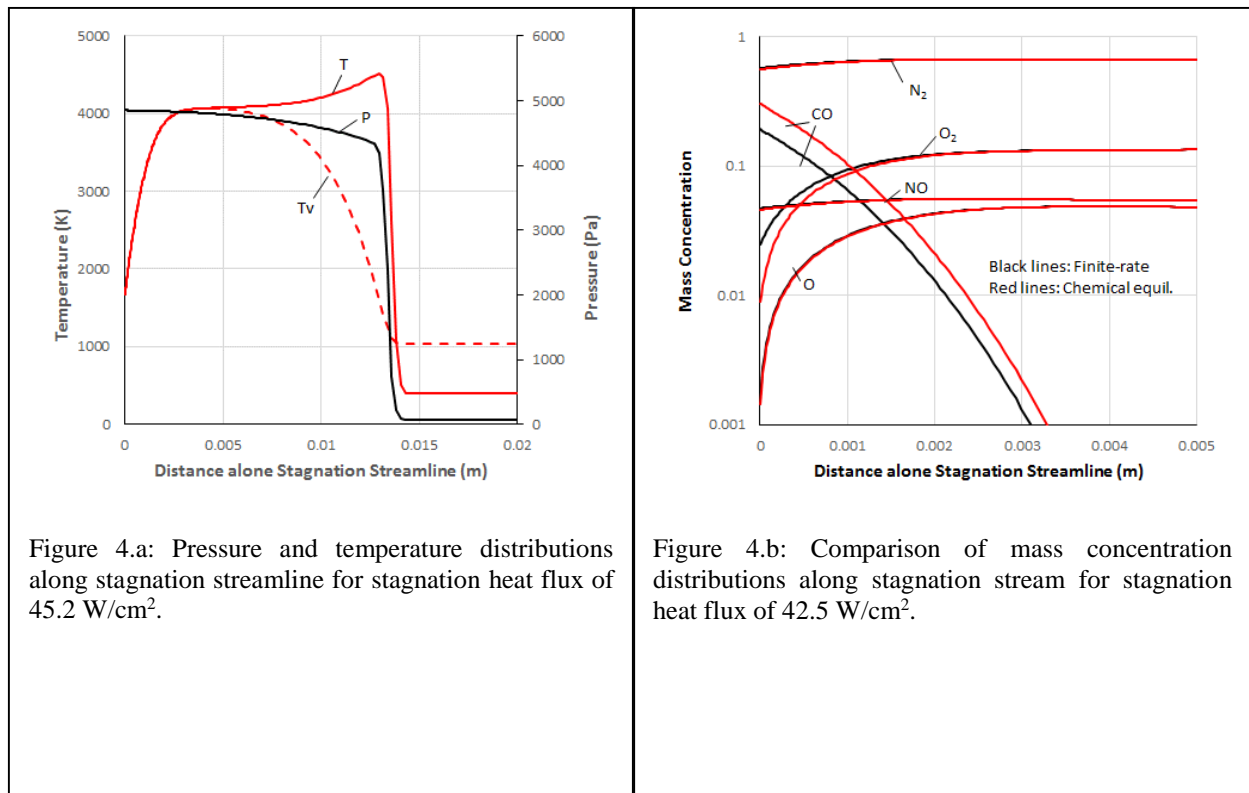 5000
4000
3000
2000
1000
0
Temperature (K)
6000
5000
4000
3000
2000
1000
0
Pressure (Pa)
T
P
Tv
0 0.005 0.01 0.015 0.02
Distance alone Stagnation Streamline (m)
Figure 4.a: Pressure and temperature distributions
along stagnation streamline for stagnation heat flux of
45.2 W/cm².
1
0.1
0.01
0.001
Mass Concentration
N₂
CO
O₂
NO
O
Black lines: Finite-rate
Red lines: Chemical equil.
0 0.001 0.002 0.003 0.004 0.005
Distance alone Stagnation Streamline (m)
Figure 4.b: Comparison of mass concentration
distributions along stagnation stream for stagnation
heat flux of 42.5 W/cm².